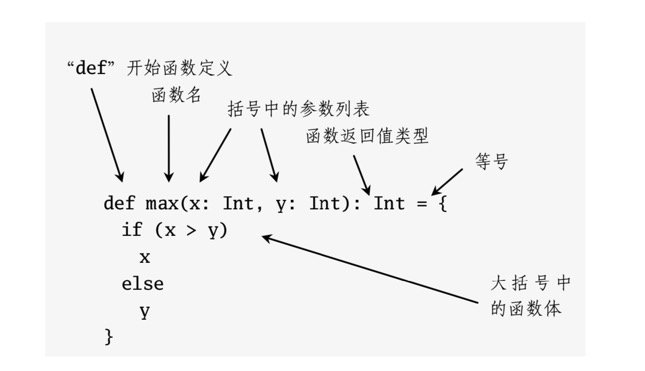 “def” 开始函数定义
函数名
括号中的参数列表
函数返回值类型
等号
def max(x: Int, y: Int): Int = {
if (x > y)
x
else
y
}
大括号中
的函数体